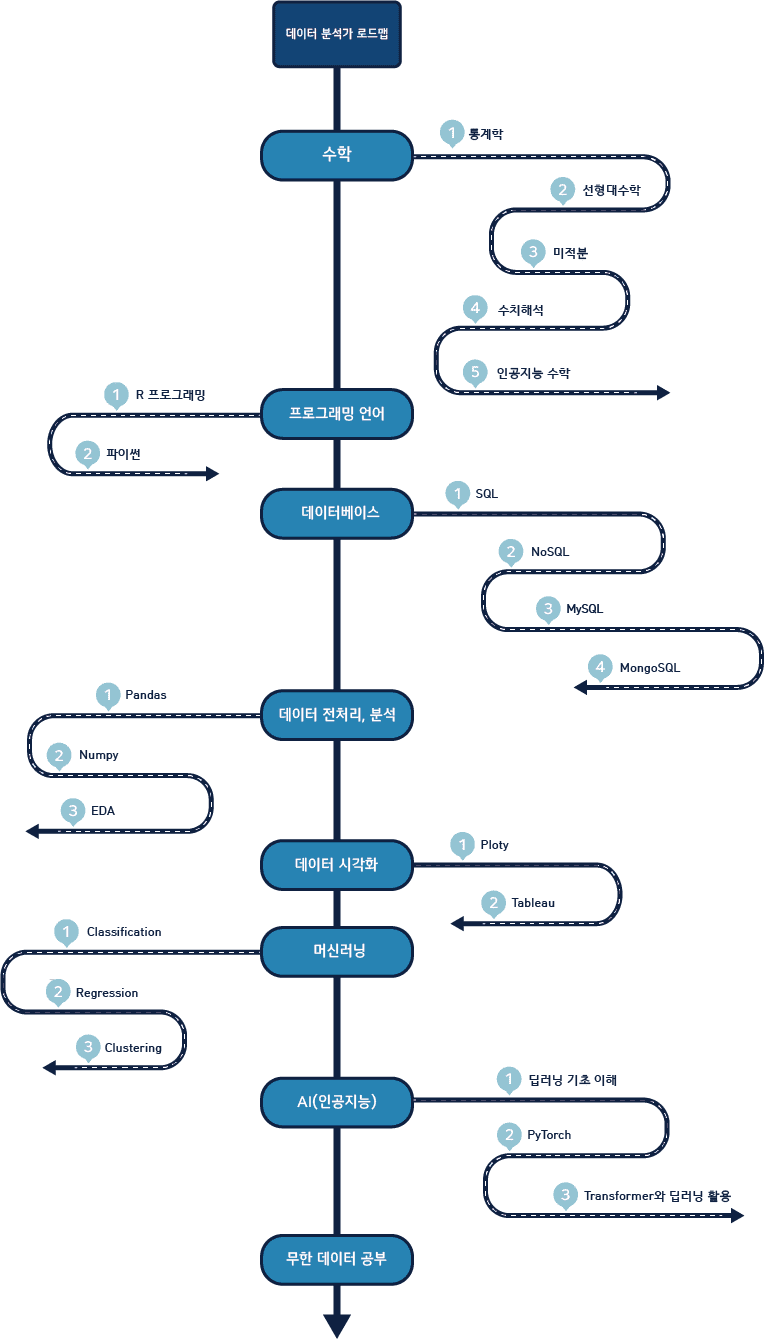 데이터 분석가 로드맵
수학
1 통계학
2 선형대수학
3 미적분
4 수치해석
5 인공지능 수학
프로그래밍 언어
1 R 프로그래밍
2 파이썬
데이터베이스
1 SQL
2 NoSQL
3 MySQL
4 MongoSQL
데이터 전처리, 분석
1 Pandas
2 Numpy
3 EDA
데이터 시각화
1 Ploty
2 Tableau
머신러닝
1 Classification
2 Regression
3 Clustering
AI(인공지능)
1 딥러닝 기초 이해
2 PyTorch
3 Transformer와 딥러닝 활용
무한 데이터 공부